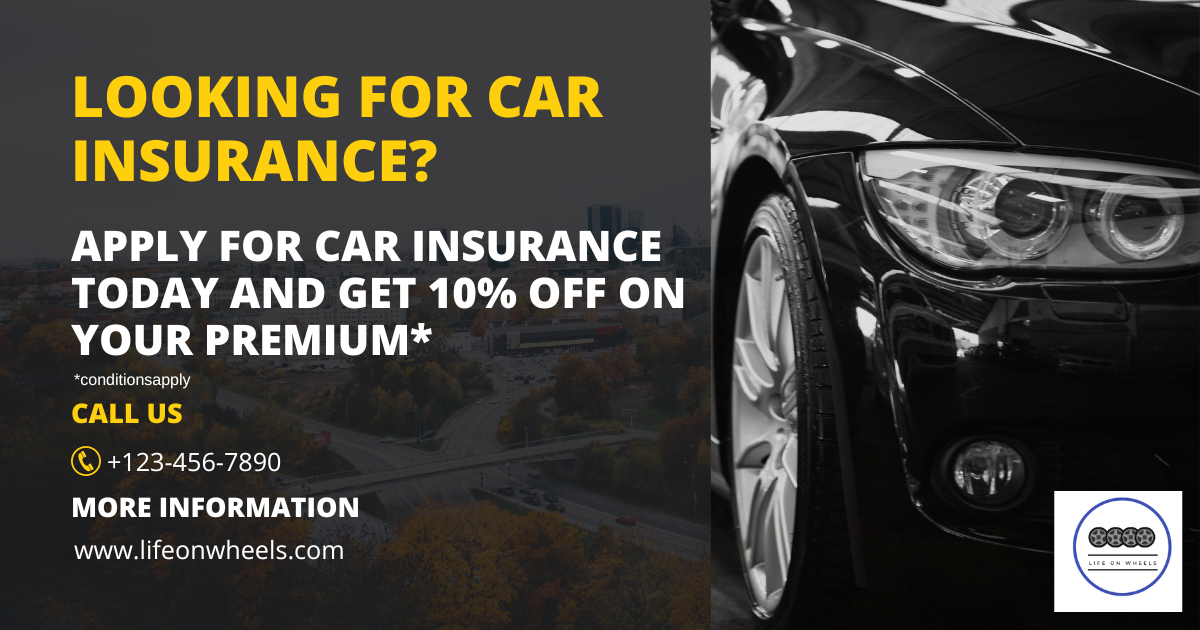 LOOKING FOR CAR
INSURANCE?
APPLY FOR CAR INSURANCE
TODAY AND GET 10% OFF ON
YOUR PREMIUM*
*conditionsapply
CALL US
+123-456-7890
MORE INFORMATION
www.lifeonwheels.com
LIFE ON WHEELS